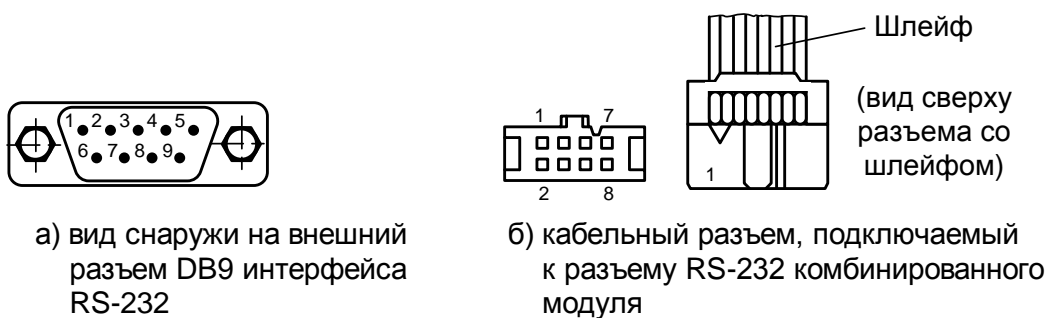 1 2 3 4 5
6 7 8 9
а) вид снаружи на внешний
разъем DB9 интерфейса
RS-232
1 7
2 8
1
Шлейф
(вид сверху
разъема со
шлейфом)
б) кабельный разъем, подключаемый
к разъему RS-232 комбинированного
модуля